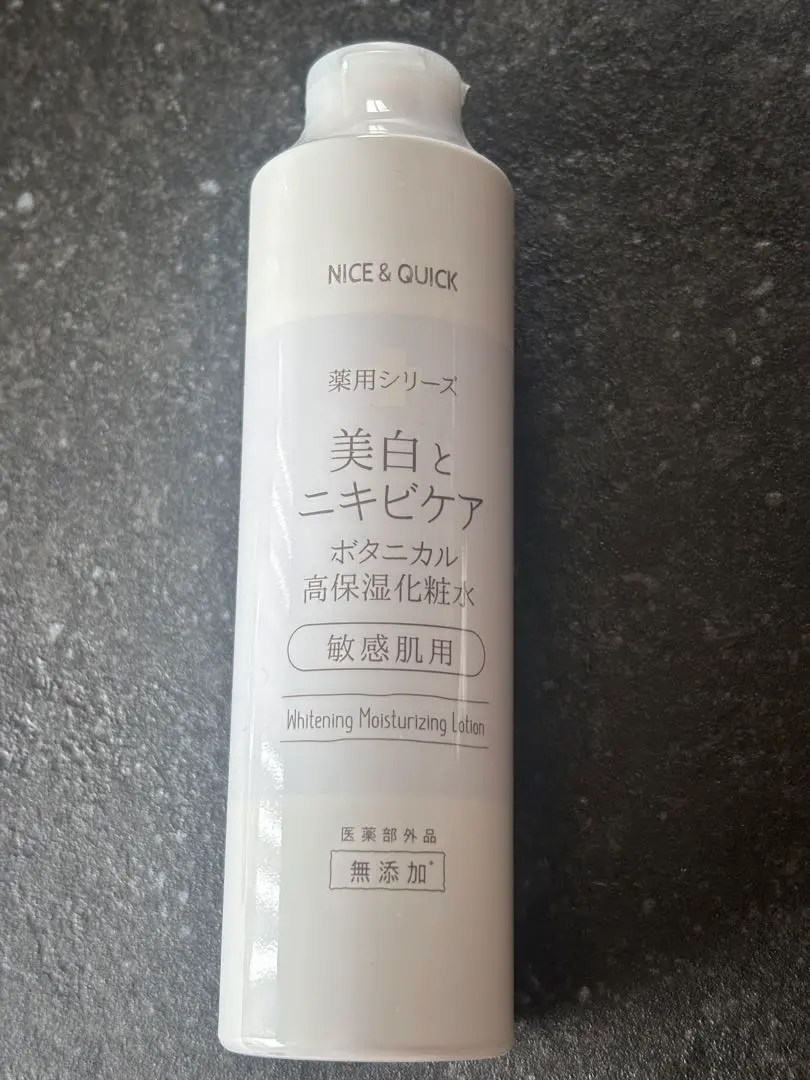 NICE & QUICK
薬用シリーズ
美白と
ニキビケア
ボタニカル
高保湿化粧水
敏感肌用
Whitening Moisturizing Lotion
医薬部外品
無添加*